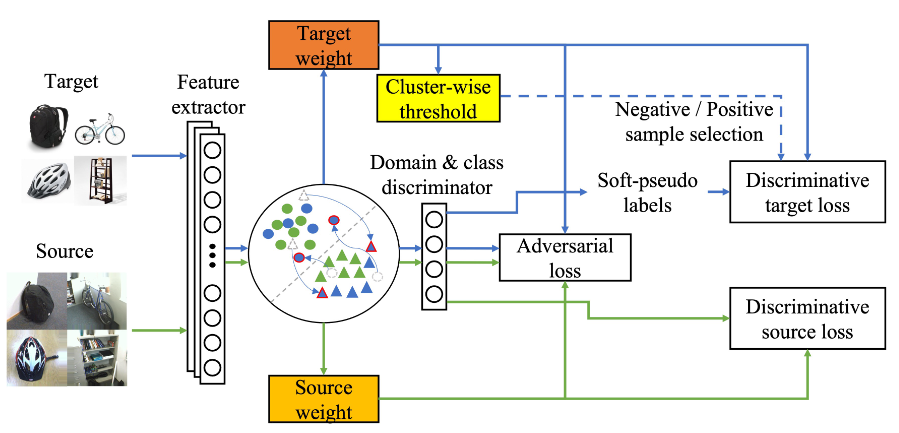 Target
weight
Target
Feature
extractor
Cluster-wise
threshold
Negative / Positive
sample selection
Domain & class
discriminator
Soft-pseudo
labels
Discriminative
target loss
Source
Adversarial
loss
Discriminative
source loss
Source
weight